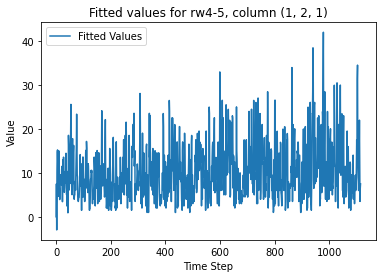 Fitted values for rw4-5, column (1, 2, 1)
Fitted Values
Value
40
30
20
10
0
0 200 400 600 800 1000
Time Step